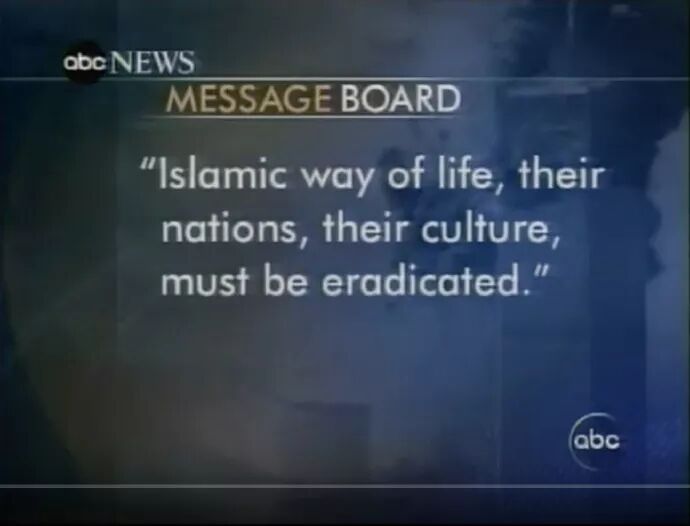 abc NEWS
MESSAGE BOARD
“Islamic way of life, their
nations, their culture,
must be eradicated.”
abc